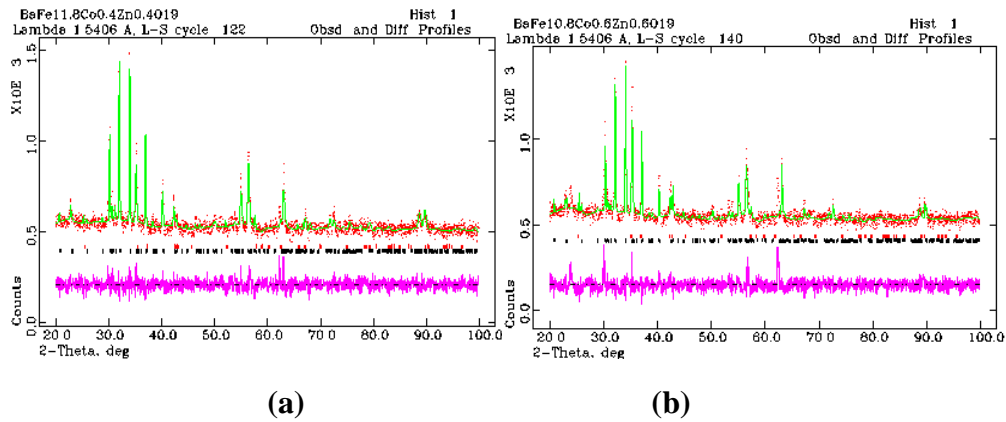 BaFe11.8Co0.4Zn0.4O19 Hist 1
Lambda 1.5406 A, L-S cycle 122 Obsd and Diff Profiles
X10E 3
1.5
1.0
0.5
0.0
Counts
20.0 30.0 40.0 50.0 60.0 70.0 80.0 90.0 100.0
2-Theta, deg
(a)
BaFe10.8Co0.6Zn0.6O19 Hist 1
Lambda 1.5406 A, L-S cycle 140 Obsd and Diff Profiles
X10E 3
1.0
0.5
0.0
Counts
20.0 30.0 40.0 50.0 60.0 70.0 80.0 90.0 100.0
2-Theta, deg
(b)